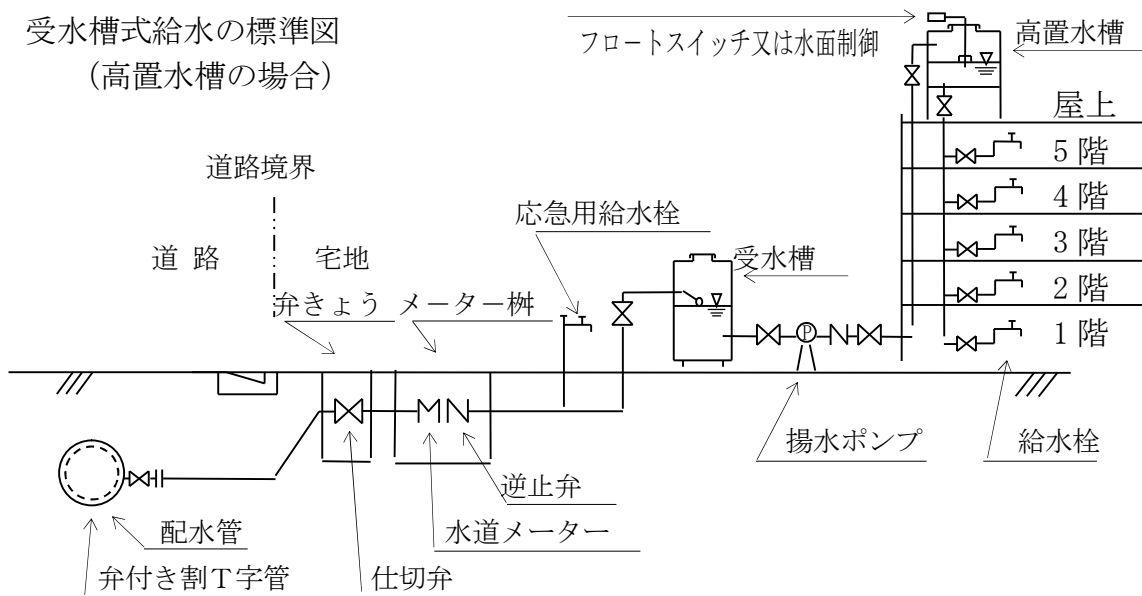 受水槽式給水の標準図
（高置水槽の場合）
フロートスイッチ又は水面制御
高置水槽
屋上
5階
4階
3階
2階
1階
道路境界
道 路
宅地
応急用給水栓
受水槽
弁きょう
メーター桝
P
揚水ポンプ
給水栓
逆止弁
水道メーター
配水管
弁付き割T字管
仕切弁